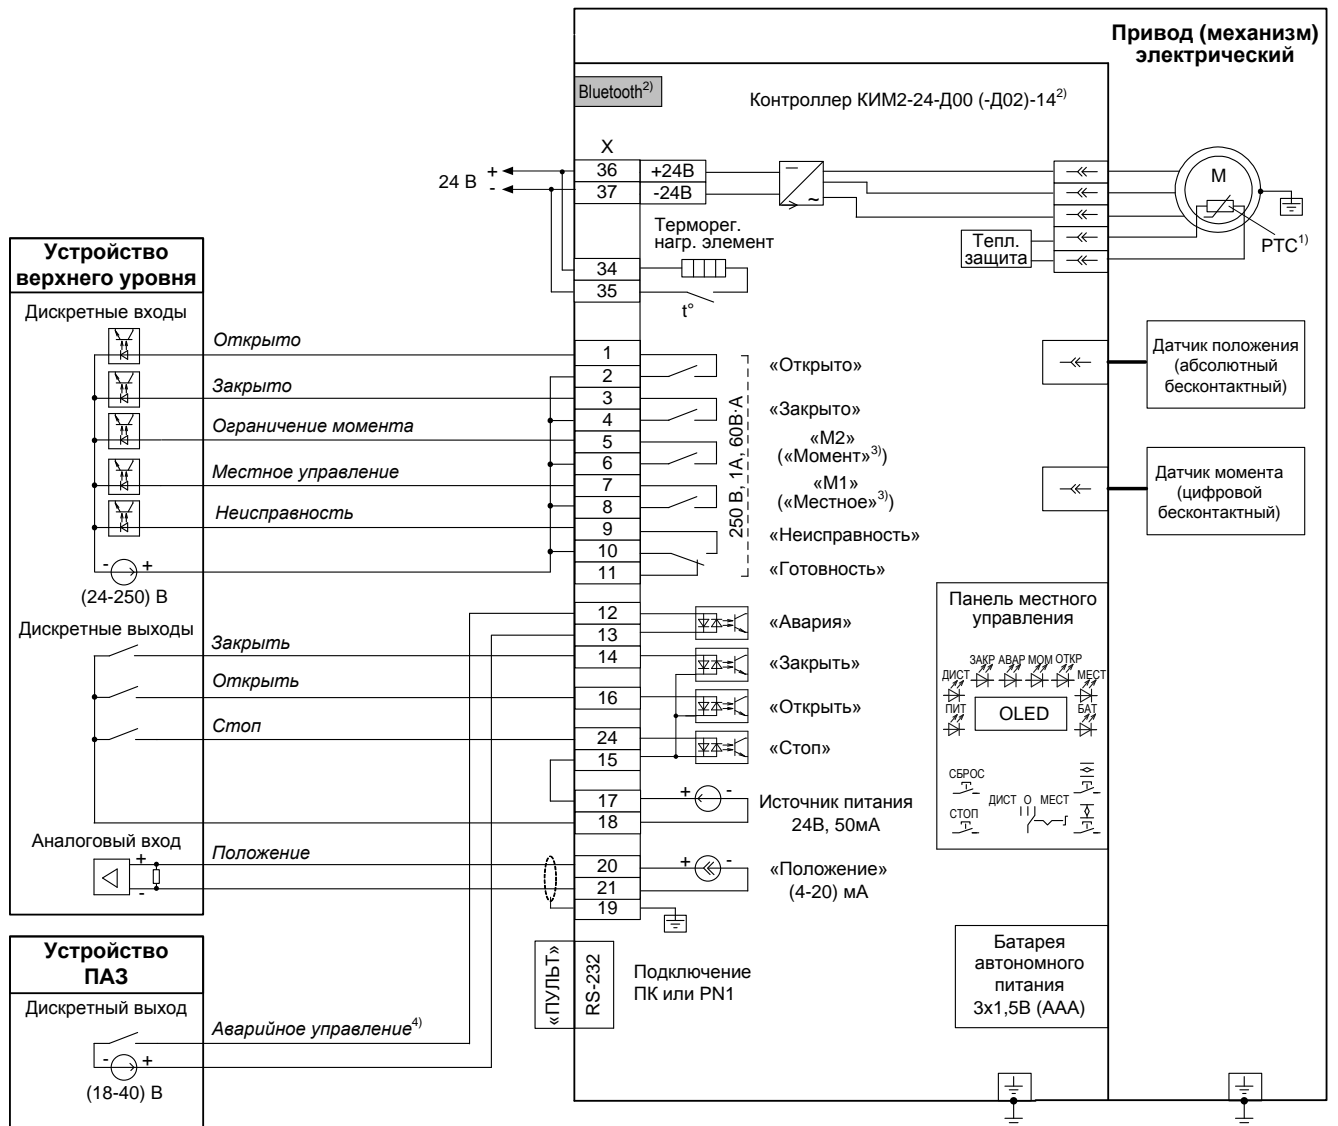 Привод (механизм)
электрический
Bluetooth2)
Контроллер КИМ2-24-Д00 (-Д02)-142)
X
24 В
+
-
36
+24В
37
-24В
Терморег.
нагр. элемент
34
35
t°
Тепл.
защита
M
PTC1)
Устройство
верхнего уровня
Дискретные входы
Открыто
Закрыто
Ограничение момента
Местное управление
Неисправность
- +
(24-250) В
1
2
3
4
5
6
7
8
9
10
11
«Открыто»
«Закрыто»
«М2»
(«Момент»3))
«М1»
(«Местное»3))
«Неисправность»
«Готовность»
250 В, 1А, 60В·А
Датчик положения
(абсолютный
бесконтактный)
Датчик момента
(цифровой
бесконтактный)
Дискретные выходы
Закрыть
Открыть
Стоп
12
13
14
16
24
15
17
18
«Авария»
«Закрыть»
«Открыть»
«Стоп»
+ -
Источник питания
24В, 50мА
Панель местного
управления
ЗАКР АВАР МОМ ОТКР
ДИСТ
МЕСТ
ПИТ
OLED
БАТ
СБРОС
ДИСТ О МЕСТ
СТОП
Аналоговый вход
+
-
Положение
20
21
19
+ -
«Положение»
(4-20) мА
«ПУЛЬТ»
RS-232
Подключение
ПК или PN1
Батарея
автономного
питания
3х1,5В (ААА)
Устройство
ПАЗ
Дискретный выход
Аварийное управление4)
- +
(18-40) В